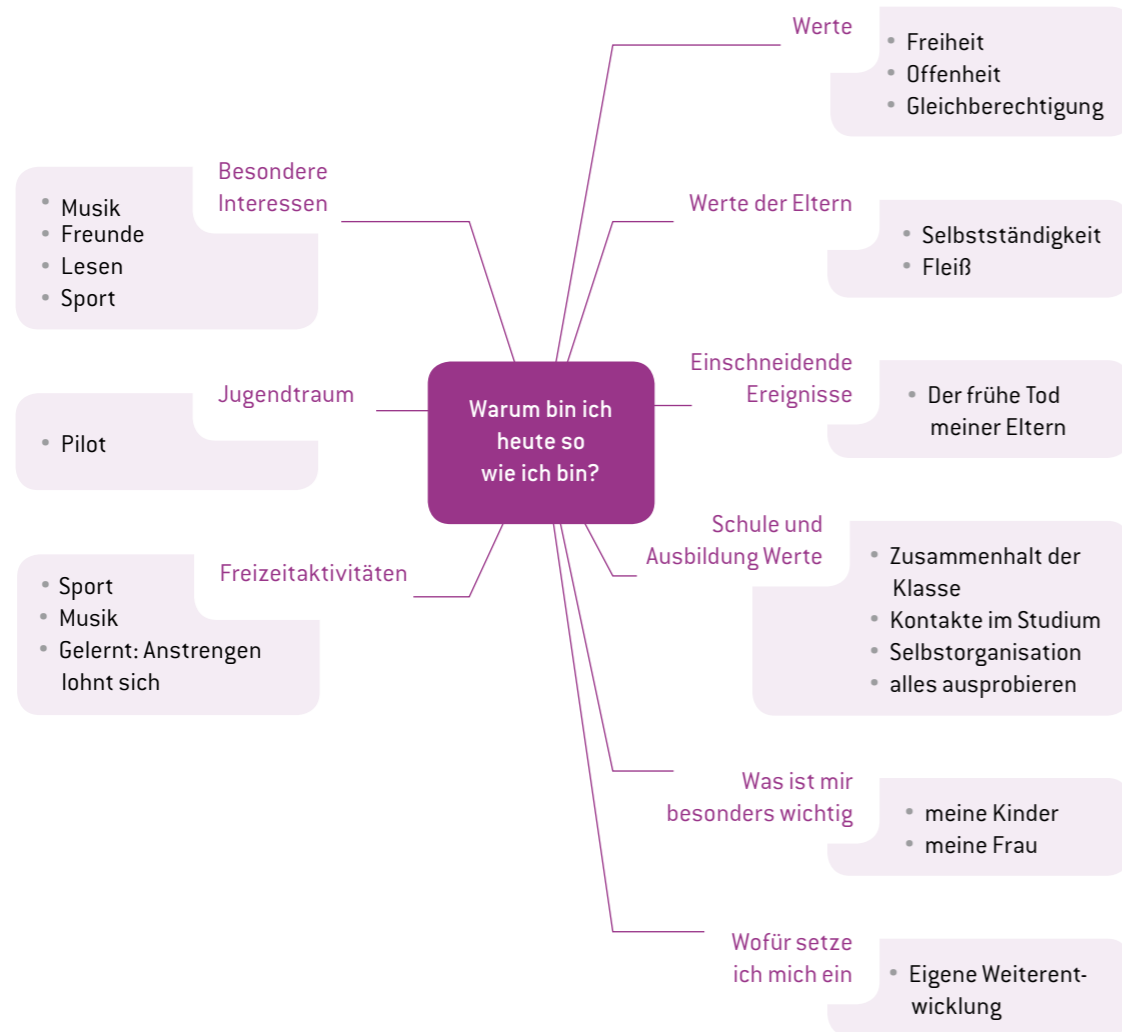 Werte
• Freiheit
• Offenheit
• Gleichberechtigung
Besondere
Interessen
• Musik
• Freunde
• Lesen
• Sport
Werte der Eltern
• Selbstständigkeit
• Fleiß
Jugendtraum
• Pilot
Warum bin ich
heute so
wie ich bin?
Einschneidende
Ereignisse
• Der frühe Tod
meiner Eltern
Freizeitaktivitäten
• Sport
• Musik
• Gelernt: Anstrengen
lohnt sich
Schule und
Ausbildung Werte
• Zusammenhalt der
Klasse
• Kontakte im Studium
• Selbstorganisation
• alles ausprobieren
Was ist mir
besonders wichtig
• meine Kinder
• meine Frau
Wofür setze
ich mich ein
• Eigene Weiterent-
wicklung